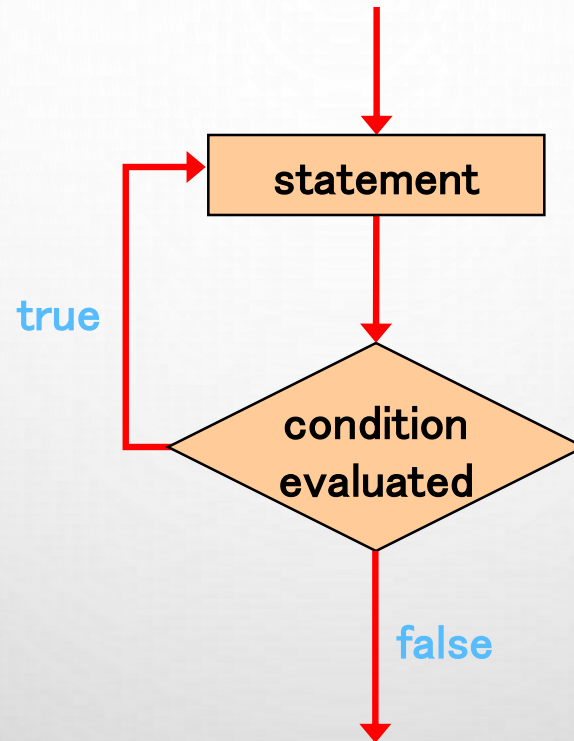 statement
true
condition
evaluated
false